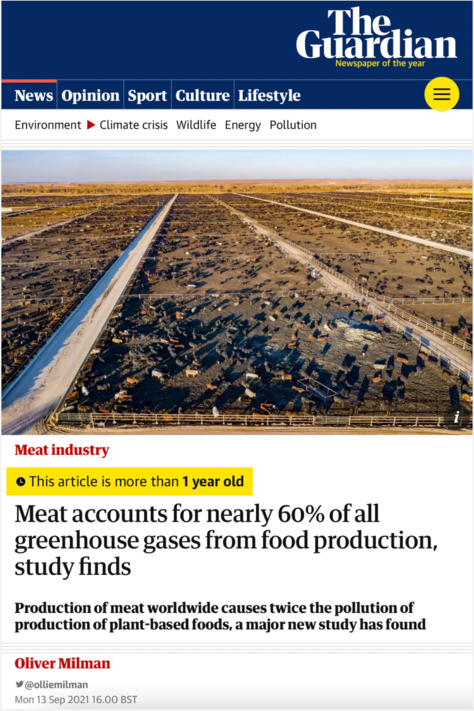 The
Guardian
Newspaper of the year
News Opinion Sport Culture Lifestyle
Environment Climate crisis Wildlife Energy Pollution
i
Meat industry
This article is more than 1 year old
Meat accounts for nearly 60% of all
greenhouse gases from food production,
study finds
Production of meat worldwide causes twice the pollution of
production of plant-based foods, a major new study has found
Oliver Milman
@olliemilman
Mon 13 Sep 2021 16.00 BST